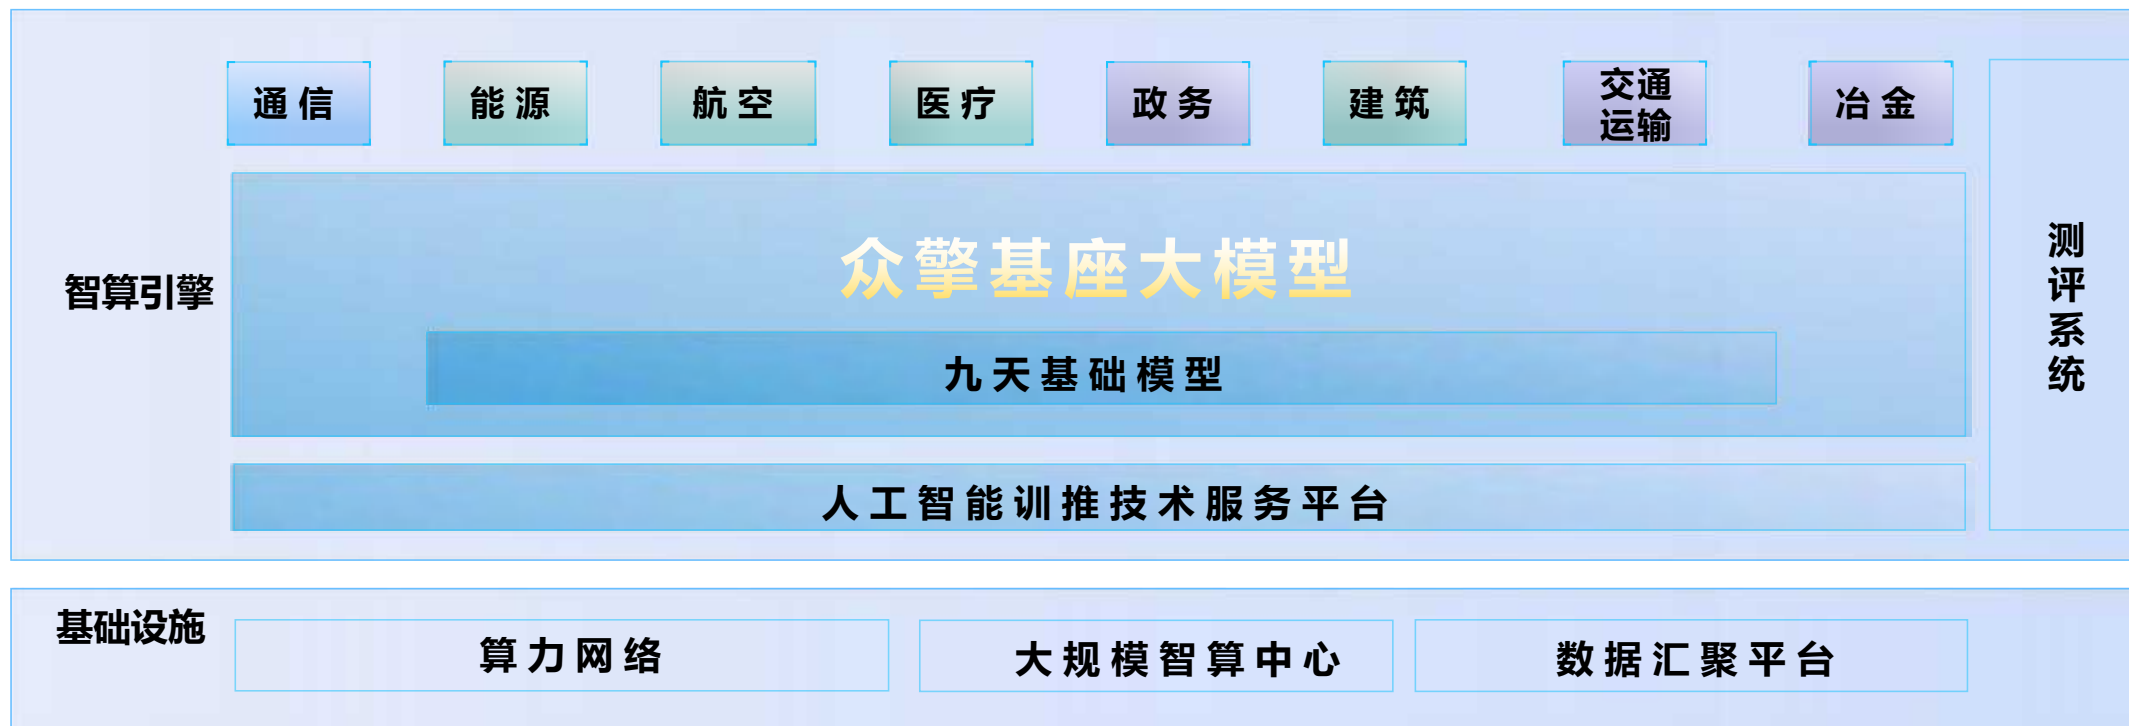 通信
能源
航空
医疗
政务
建筑
交通
运输
冶金
智算引擎
众擎基座大模型
九天基础模型
人工智能训推技术服务平台
测
评
系
统
基础设施
算力网络
大规模智算中心
数据汇聚平台